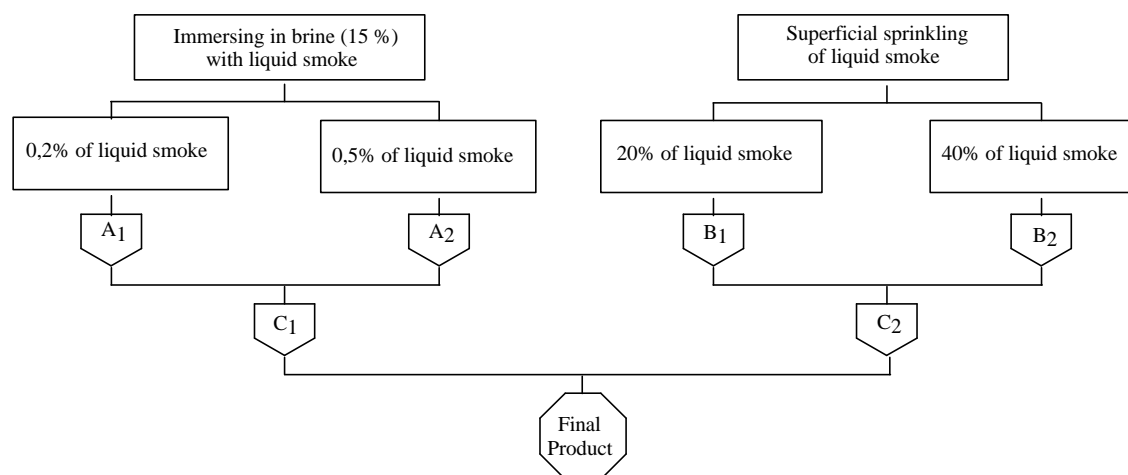 Immersing in brine (15 %)
with liquid smoke
Superficial sprinkling
of liquid smoke
0,2% of liquid smoke
0,5% of liquid smoke
20% of liquid smoke
40% of liquid smoke
A1
A2
B1
B2
C1
C2
Final
Product